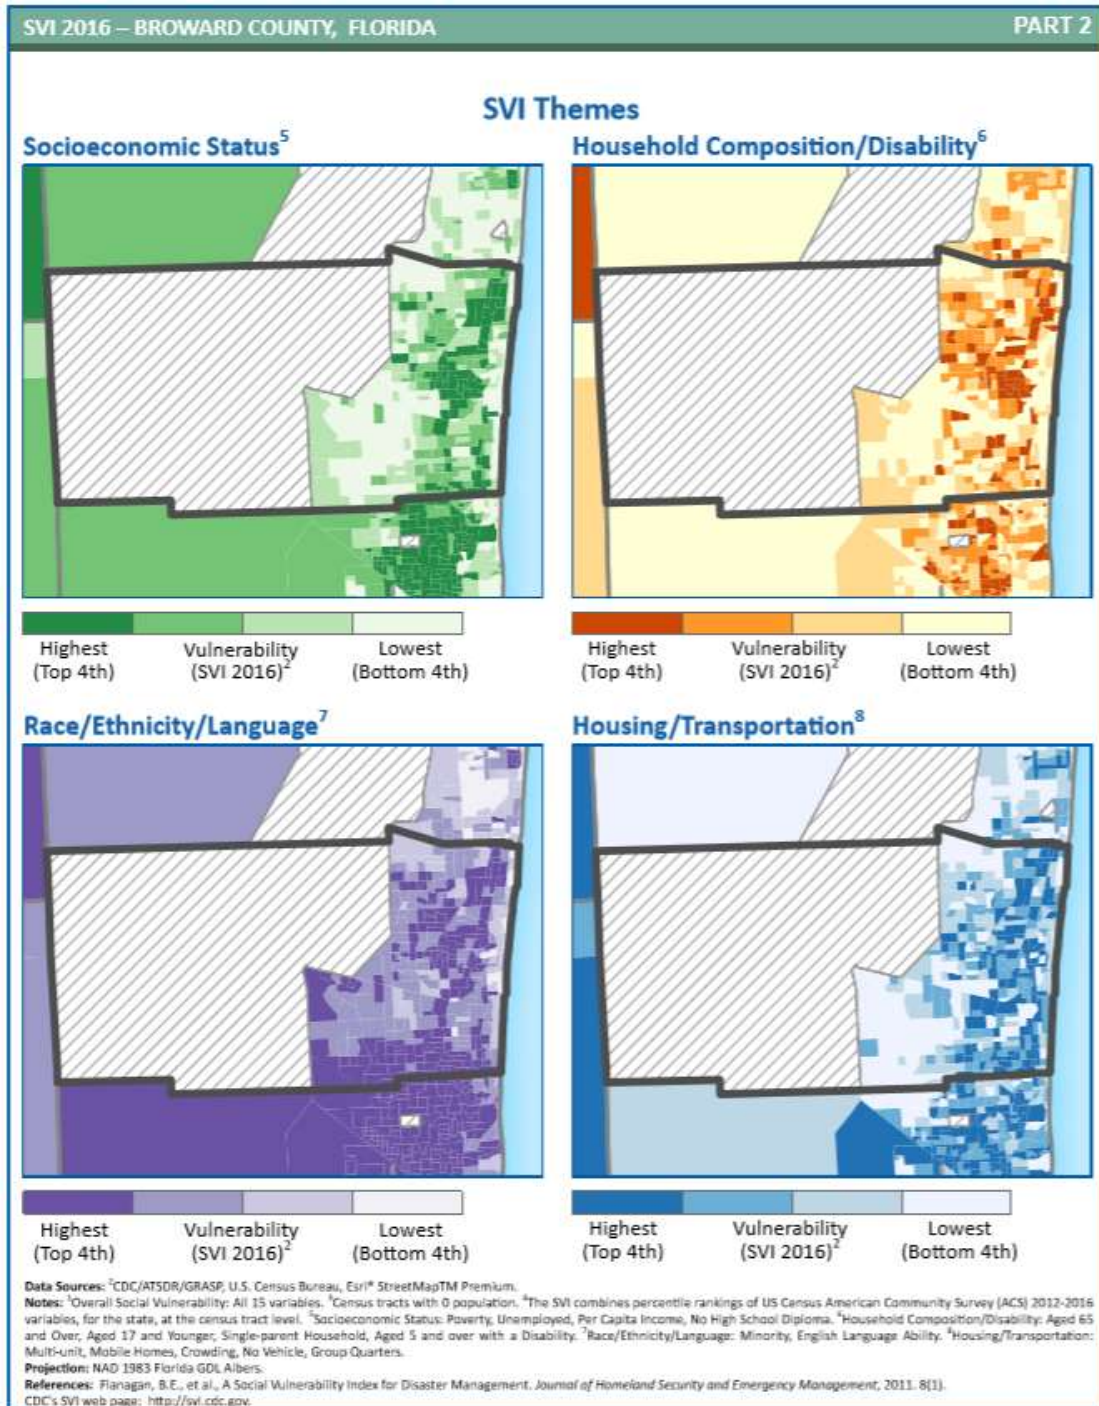 SVI 2016 – BROWARD COUNTY, FLORIDA PART 2
SVI Themes
Socioeconomic Status⁵ Household Composition/Disability⁶
Highest (Top 4th) Vulnerability (SVI 2016)² Lowest (Bottom 4th)
Highest (Top 4th) Vulnerability (SVI 2016)² Lowest (Bottom 4th)
Race/Ethnicity/Language⁷ Housing/Transportation⁸
Highest (Top 4th) Vulnerability (SVI 2016)² Lowest (Bottom 4th)
Highest (Top 4th) Vulnerability (SVI 2016)² Lowest (Bottom 4th)
Data Sources: ²CDC/ATSDR/GRASP, U.S. Census Bureau, Esri® StreetMapTM Premium.
Notes: ¹Overall Social Vulnerability: All 15 variables. Census tracts with 0 population. The SVI combines percentile rankings of US Census American Community Survey (ACS) 2012-2016
variables, for the state, at the census tract level. ⁵Socioeconomic Status: Poverty, Unemployed, Per Capita Income, No High School Diploma. ⁶Household Composition/Disability: Aged 65
and Over, Aged 17 and Younger, Single-parent Household, Aged 5 and over with a Disability. ⁷Race/Ethnicity/Language: Minority, English Language Ability. ⁸Housing/Transportation:
Multi-unit, Mobile Homes, Crowding, No Vehicle, Group Quarters.
Projection: NAD 1983 Florida GDL Albers.
References: Flanagan, B.E., et al., A Social Vulnerability Index for Disaster Management. Journal of Homeland Security and Emergency Management, 2011. 8(1).
CDC's SVI web page: http://svi.cdc.gov.